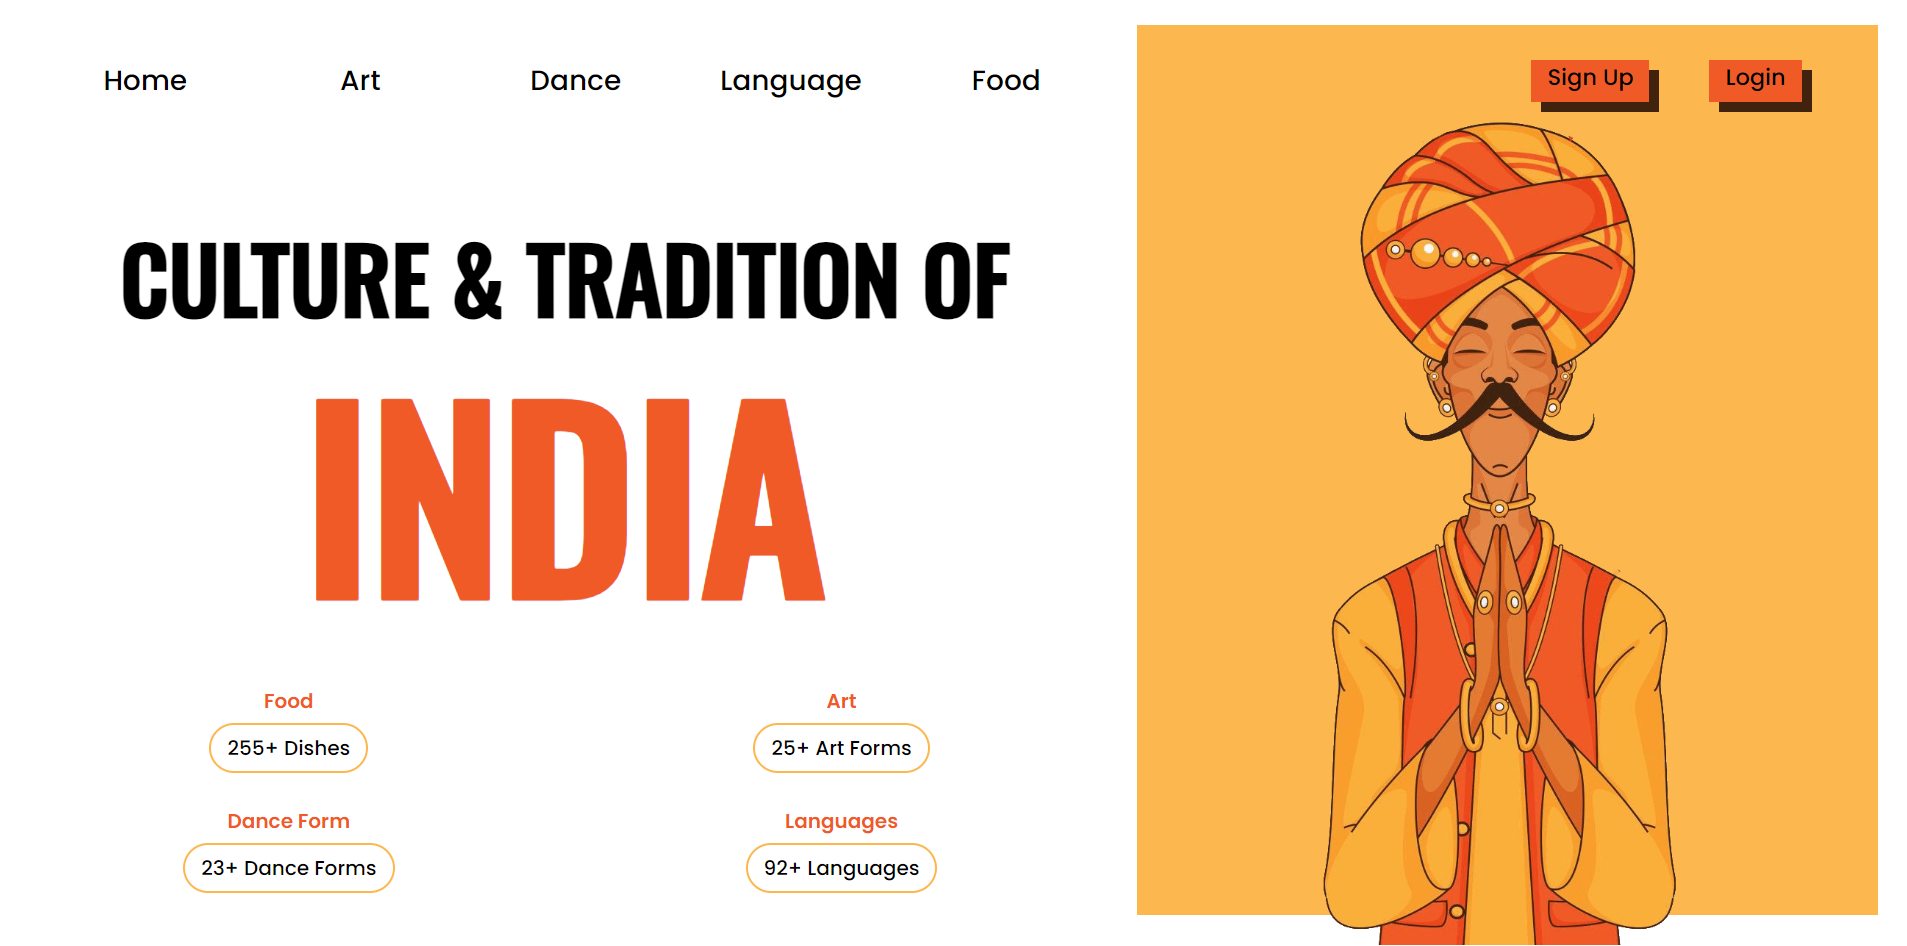 Home Art Dance Language Food
Sign Up Login
CULTURE & TRADITION OF
INDIA
Food
255+ Dishes
Art
25+ Art Forms
Dance Form
23+ Dance Forms
Languages
92+ Languages